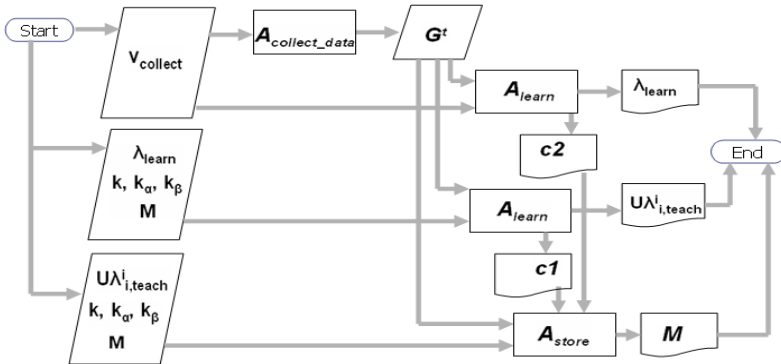 Start
V_collect
A_collect_data
G^t
A_learn
λ_learn
c2
End
λ_learn
k, k_α, k_β
M
A_learn
Uλ^i_i,teach
c1
Uλ^i_i,teach
k, k_α, k_β
M
A_store
M